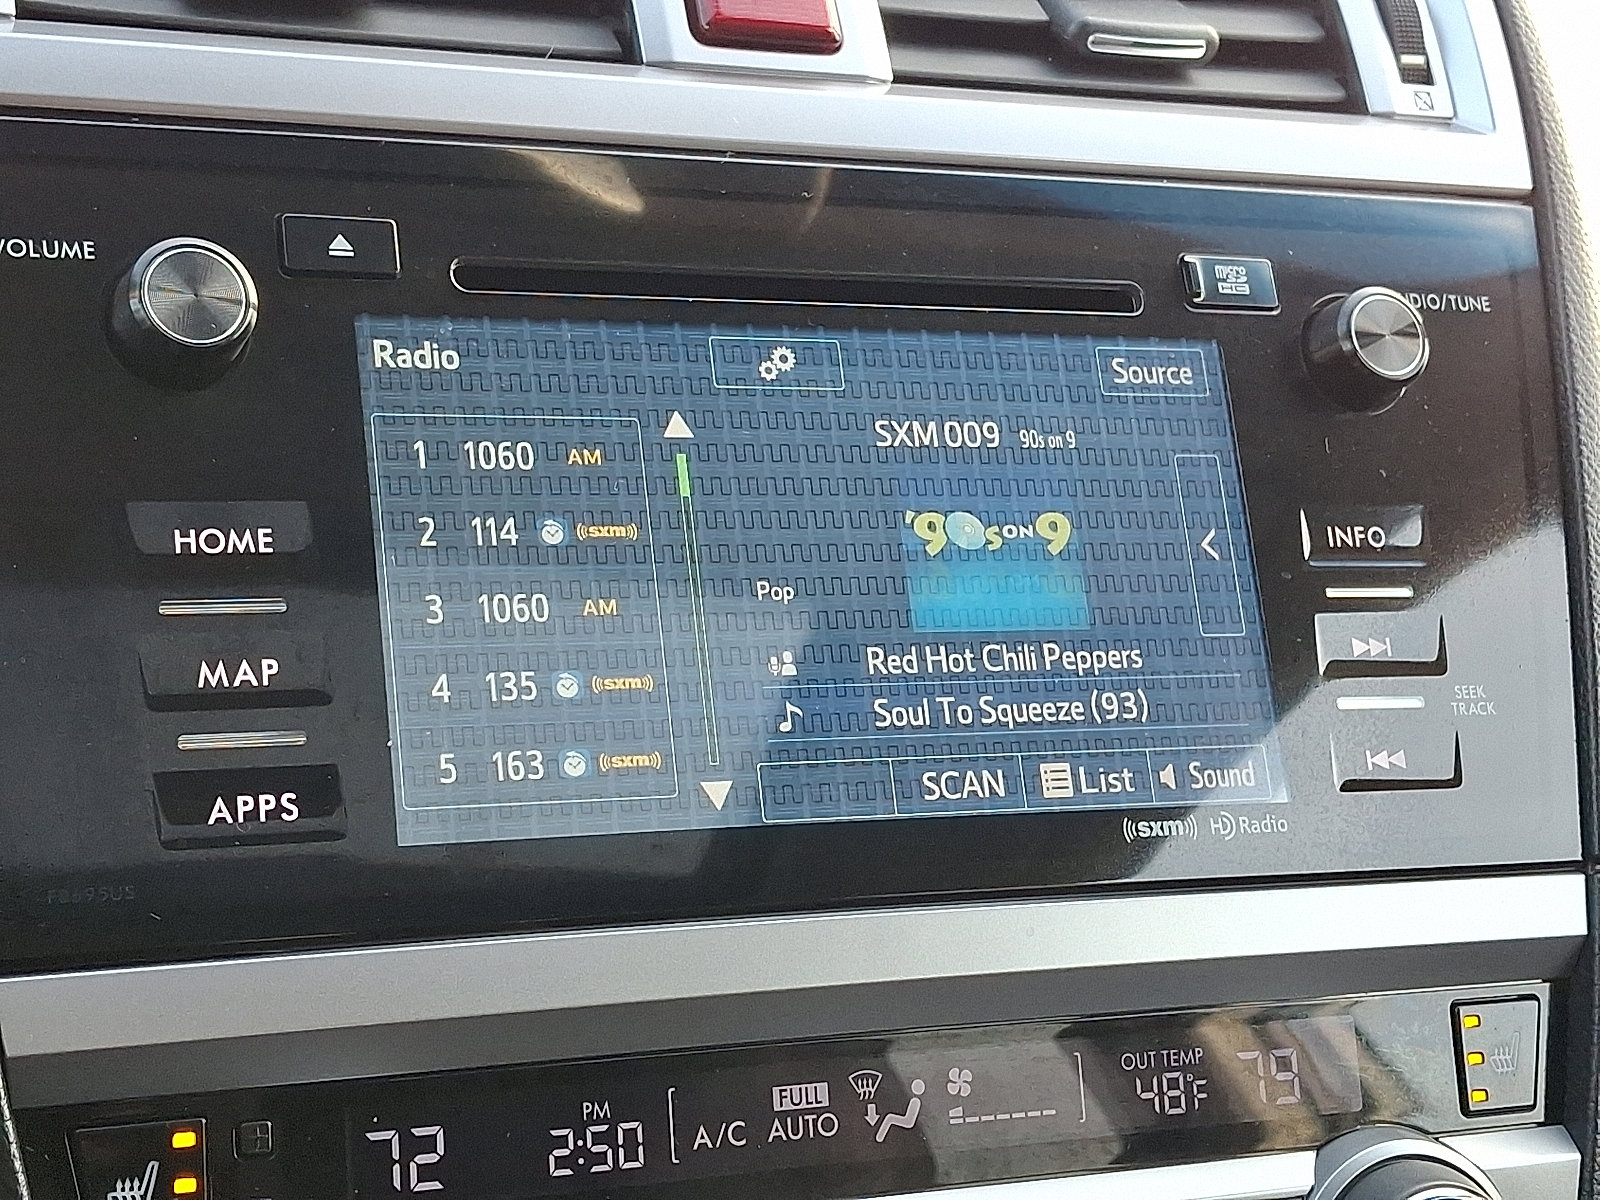 VOLUME
micro
HC
DIO/TUNE
Radio
Source
1 1060 AM
2 114 ((sxm))
3 1060 AM
4 135 ((sxm))
5 163 ((sxm))
SXM 009 90s on 9
'90s ON 9
Pop
Red Hot Chili Peppers
Soul To Squeeze (93)
SCAN
List
Sound
((sxm)) HD Radio
HOME
MAP
APPS
INFO
SEEK
TRACK
72
PM
2:50
A/C
FULL
AUTO
OUT TEMP
48°F
79